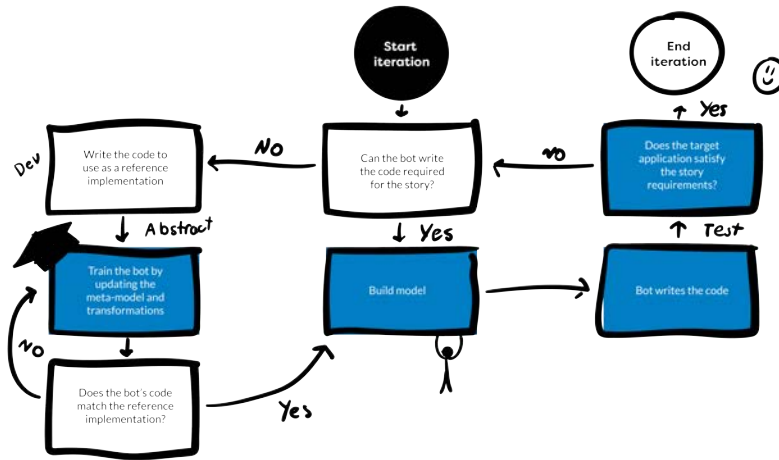 Start
iteration
End
iteration
Yes
Dev
Write the code to
use as a reference
implementation
NO
Can the bot write
the code required
for the story?
NO
Does the target
application satisfy
the story
requirements?
Abstract
Yes
Test
Train the bot by
updating the
meta-model and
transformations
Build model
Bot writes the code
NO
Does the bot's code
match the reference
implementation?
Yes